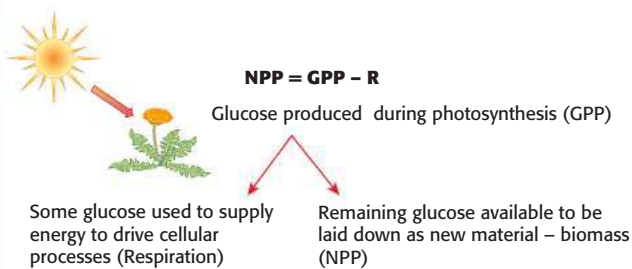 NPP = GPP – R
Glucose produced during photosynthesis (GPP)
Some glucose used to supply
energy to drive cellular
processes (Respiration)
Remaining glucose available to be
laid down as new material – biomass
(NPP)